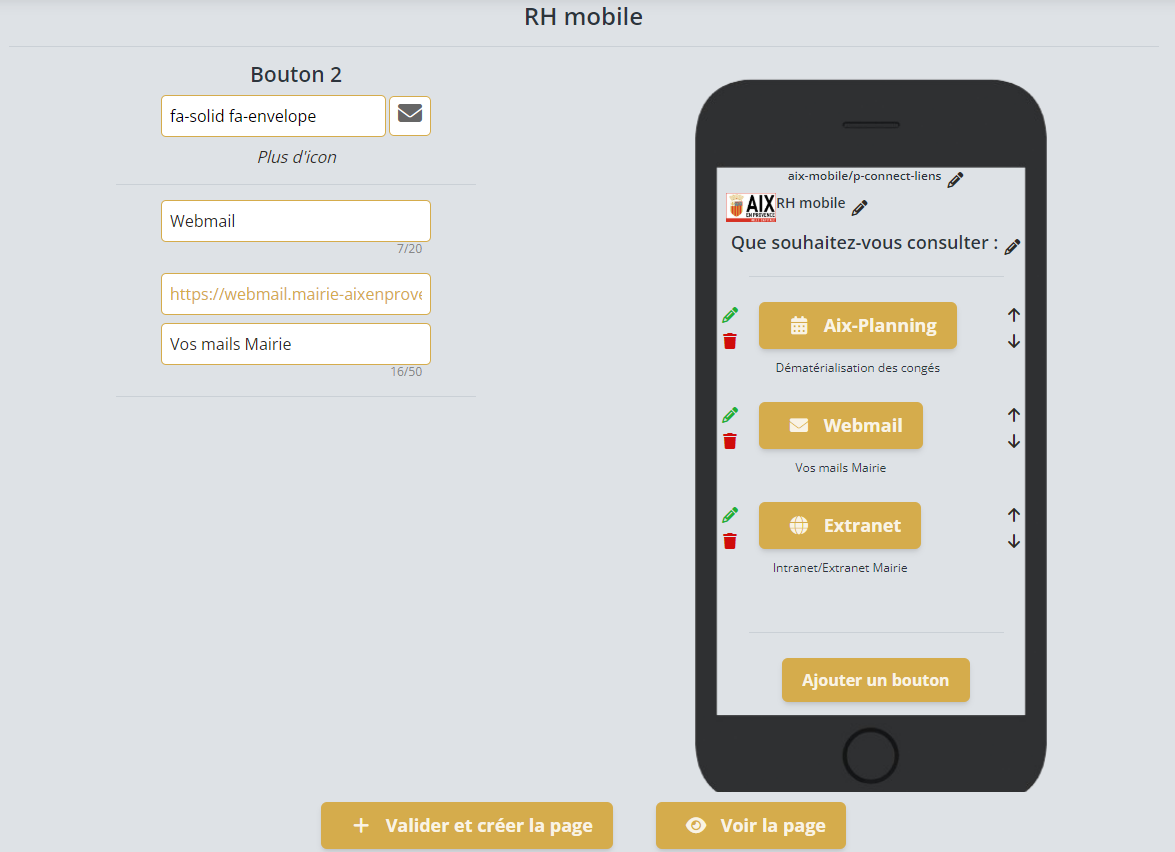 RH mobile
Bouton 2
fa-solid fa-envelope
Plus d'icon
Webmail
7/20
https://webmail.mairie-aixenprove
Vos mails Mairie
16/50
aix-mobile/p-connect-liens
AIX
EN PROVENCE
RH mobile
Que souhaitez-vous consulter :
Aix-Planning
Dématérialisation des congés
Webmail
Vos mails Mairie
Extranet
Intranet/Extranet Mairie
Ajouter un bouton
Valider et créer la page
Voir la page